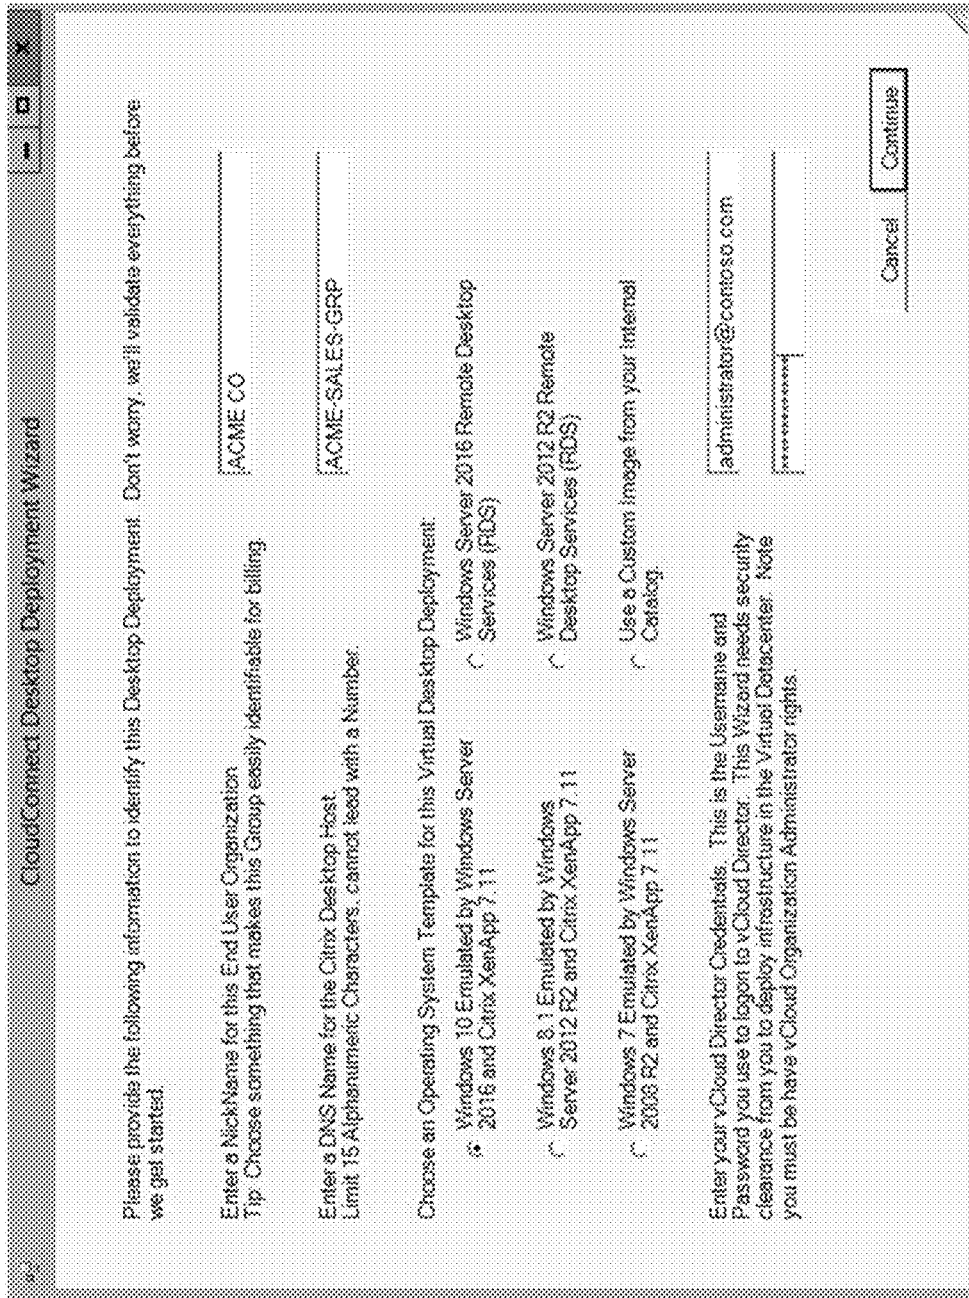 CloudConnect Desktop Deployment Wizard
Please provide the following information to identify this Desktop Deployment. Don't worry, we'll validate everything before
we get started.
Enter a NickName for this End User Organization
Tip: Choose something that makes this Group easily identifiable for billing.
ACME CO
Enter a DNS Name for the Citrix Desktop Host.
Limit 15 Alphanumeric Characters, cannot lead with a Number.
ACME-SALES-GRP
Choose an Operating System Template for this Virtual Desktop Deployment:
Windows 10 Emulated by Windows Server
2016 and Citrix XenApp 7.11
Windows Server 2016 Remote Desktop
Services (RDS)
Windows 8.1 Emulated by Windows
Server 2012 R2 and Citrix XenApp 7.11
Windows Server 2012 R2 Remote
Desktop Services (RDS)
Windows 7 Emulated by Windows Server
2008 R2 and Citrix XenApp 7.11
Use a Custom Image from your Internal
Catalog.
Enter your vCloud Director Credentials. This is the Username and
Password you use to logon to vCloud Director. This Wizard needs security
clearance from you to deploy infrastructure in the Virtual Datacenter. Note
you must be have vCloud Organization Administrator rights.
administrator@contoso.com
Cancel
Continue